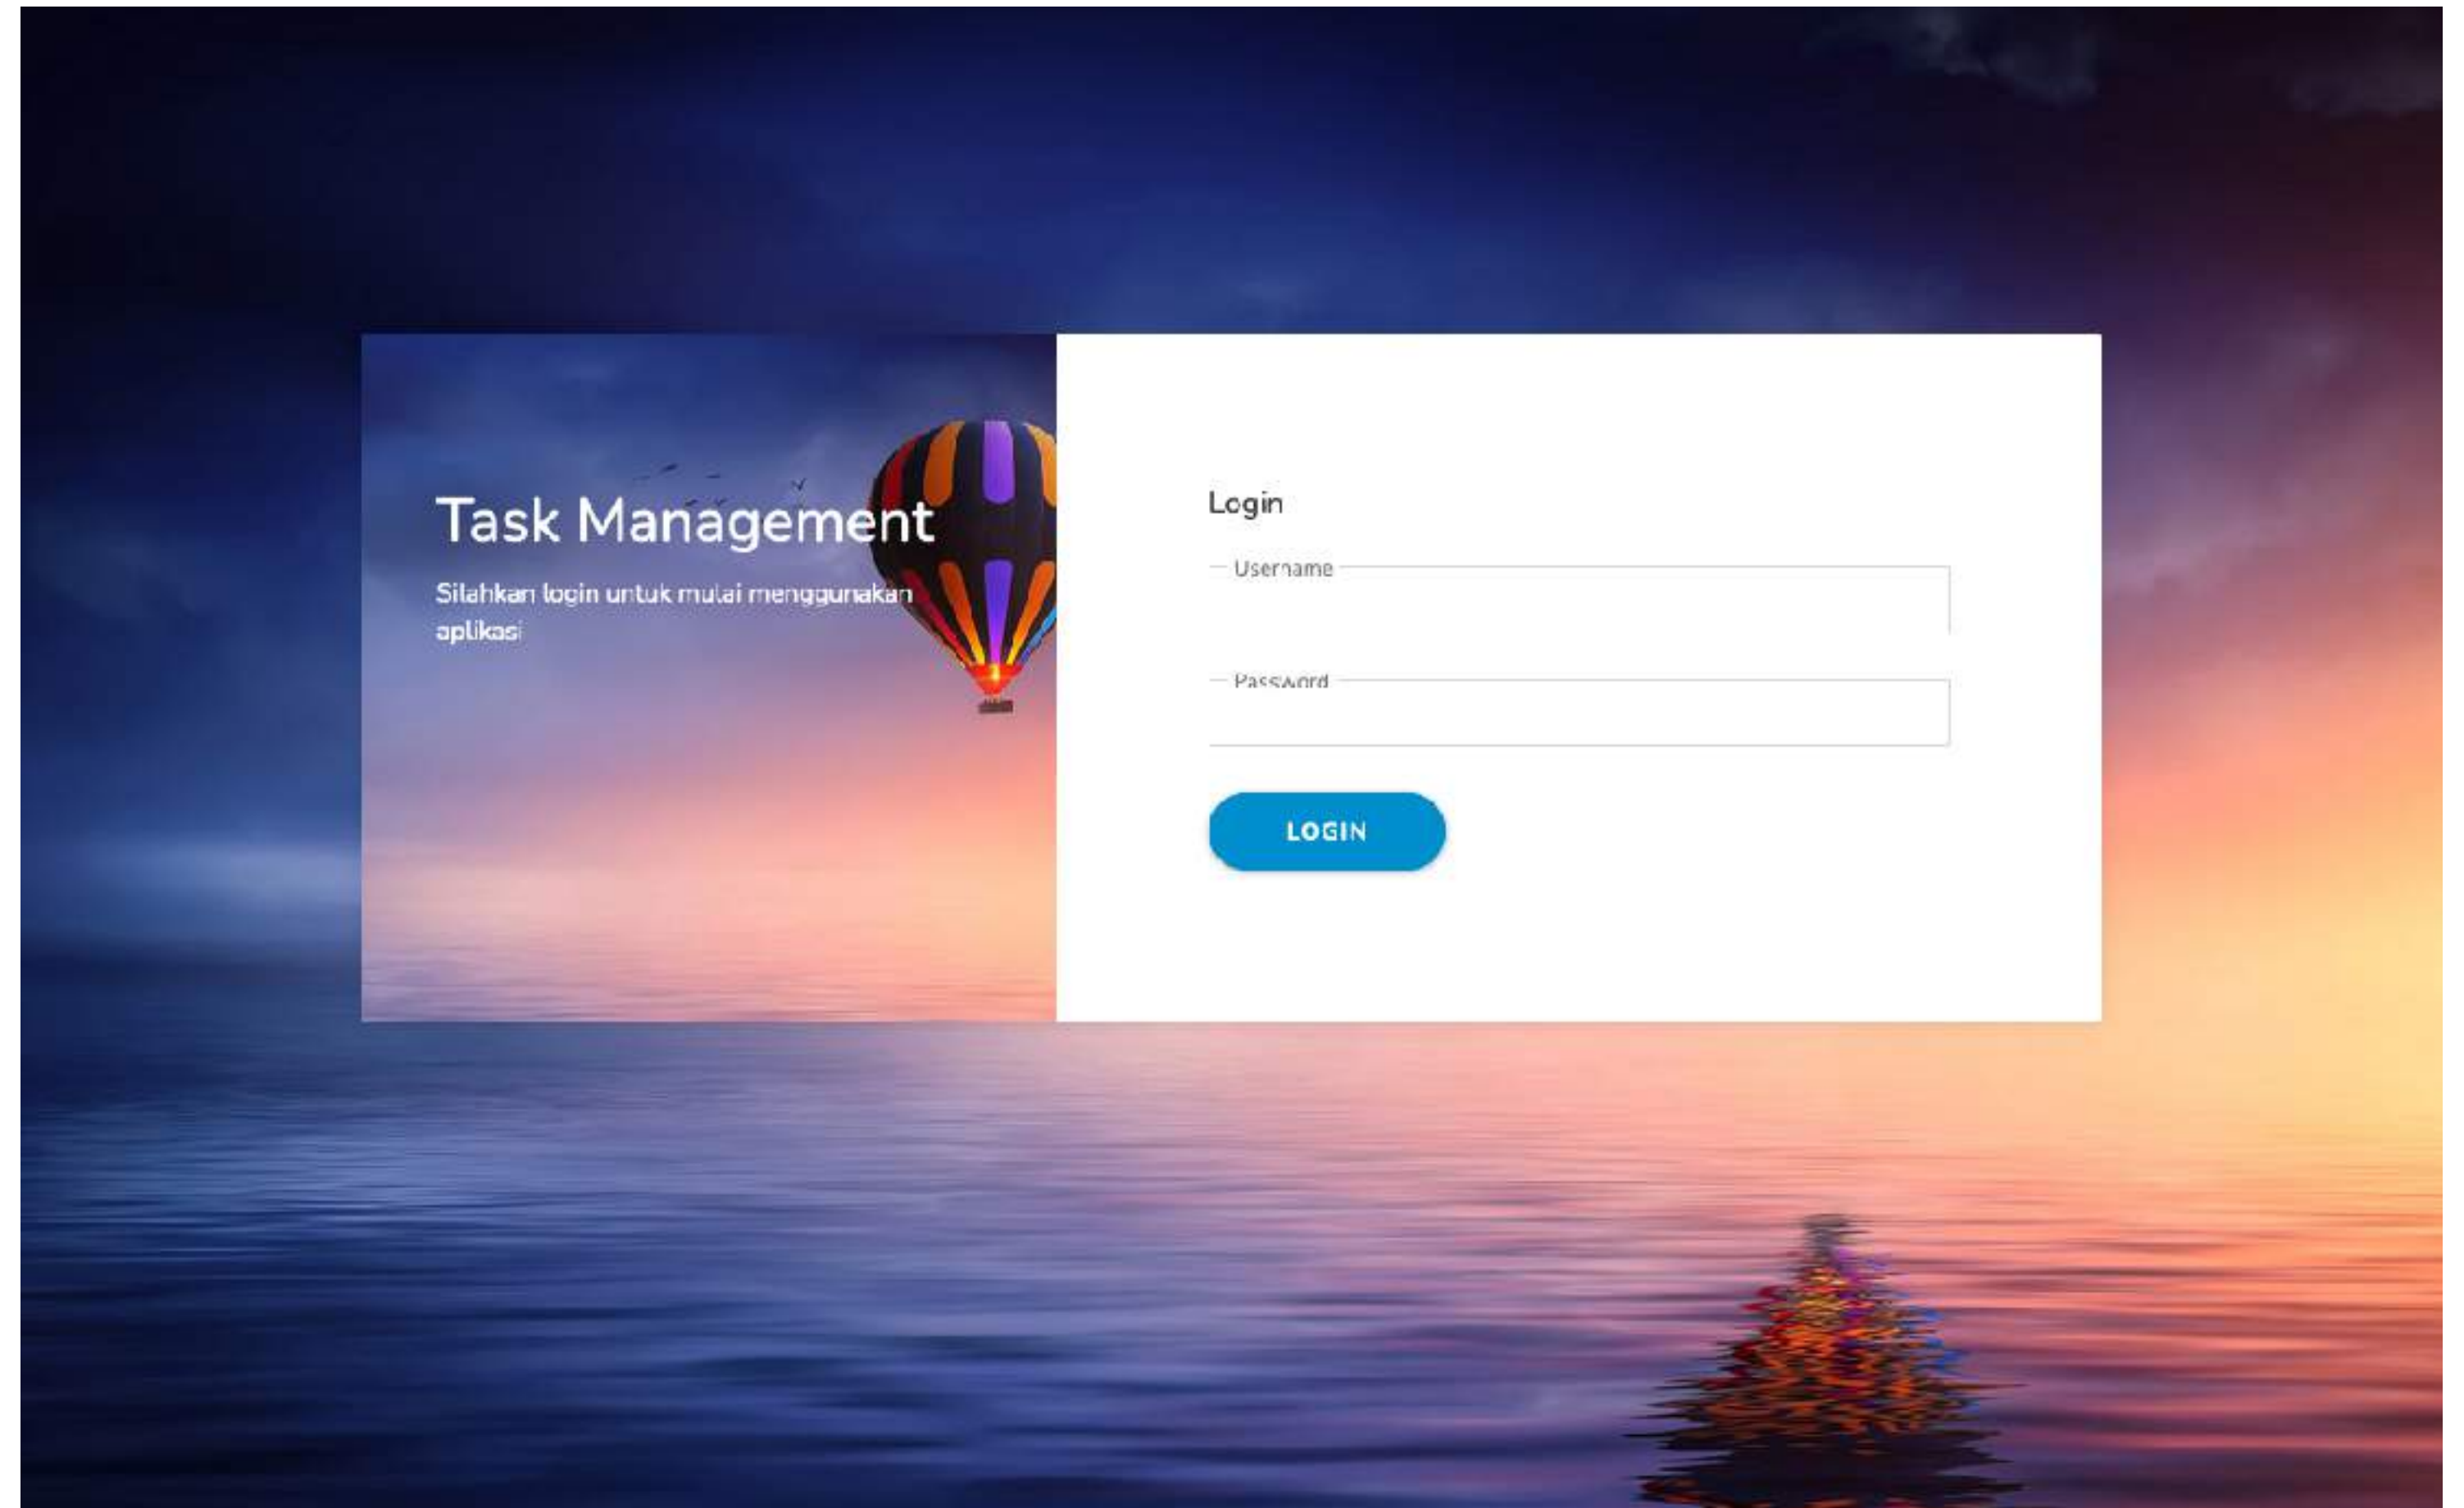 Task Management
Silahkan login untuk mulai menggunakan
aplikasi
Login
Username
Password
LOGIN